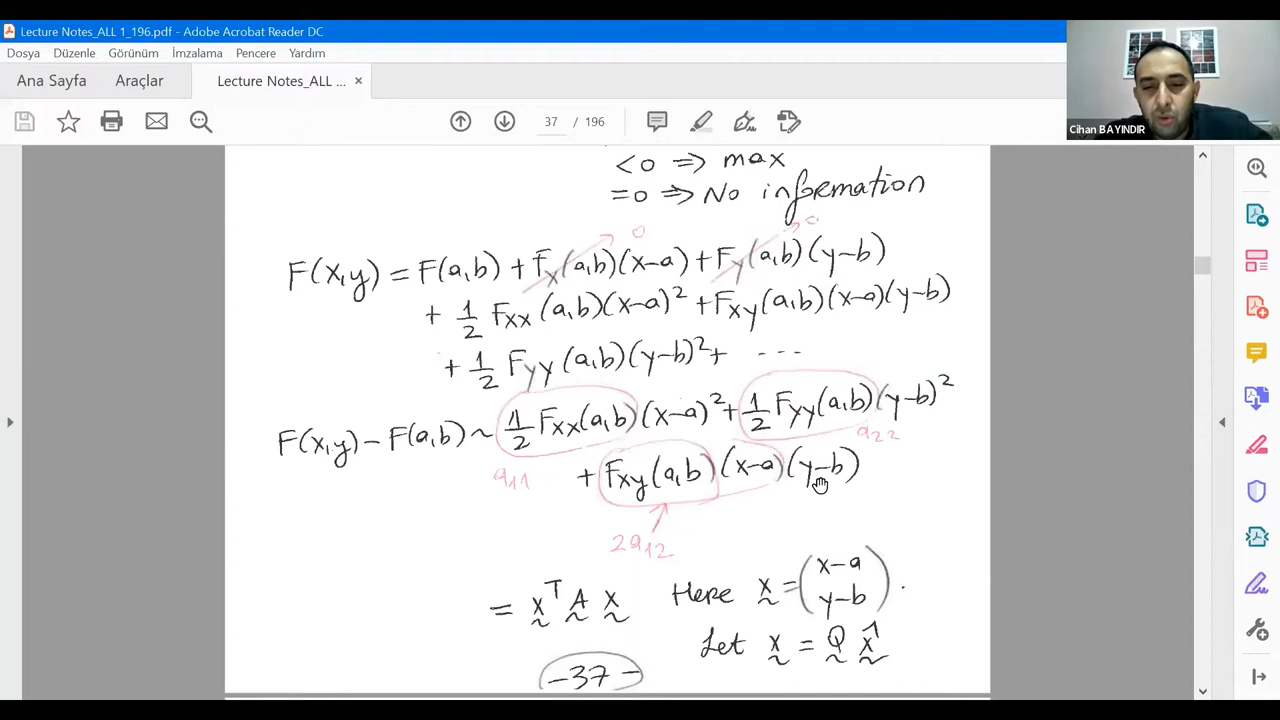 Lecture Notes_ALL 1_196.pdf - Adobe Acrobat Reader DC
Dosya Düzenle Görünüm İmzalama Pencere Yardım
Ana Sayfa Araçlar Lecture Notes_ALL ... ×
37 / 196
Cihan BAYINDIR
<0 => max
=0 => No information
0 0
F(x,y) = F(a,b) + Fx(a,b)(x-a) + Fy(a,b)(y-b)
+ 1/2 Fxx(a,b)(x-a)² + Fxy(a,b)(x-a)(y-b)
+ 1/2 Fyy(a,b)(y-b)² + ---
F(x,y) - F(a,b) ~ 1/2 Fxx(a,b)(x-a)² + 1/2 Fyy(a,b)(y-b)²
a11 a22
+ Fxy(a,b)(x-a)(y-b)
2a12
= x^T A x Here x = (x-a y-b).
Let x = Q x̂
-37-